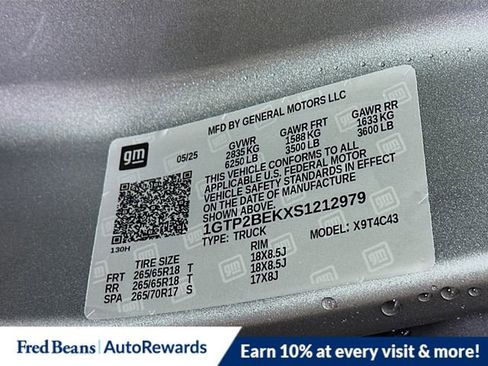 MFD BY GENERAL MOTORS LLC
gm
05/25
GVWR GAWR FRT GAWR RR
2835 KG 1588 KG 1633 KG
6250 LB 3500 LB 3600 LB
THIS VEHICLE CONFORMS TO ALL
APPLICABLE U.S. FEDERAL MOTOR
VEHICLE SAFETY STANDARDS IN
EFFECT ON THE DATE OF
MANUFACTURE SHOWN ABOVE.
1GTP2BEKXS1212979
TYPE: TRUCK MODEL: X9T4C43
130H
TIRE SIZE RIM
FRT 265/65R18 T 18X8.5J
RR 265/65R18 T 18X8.5J
SPA 265/70R17 S 17X8J
Fred Beans AutoRewards
Earn 10% at every visit & more!